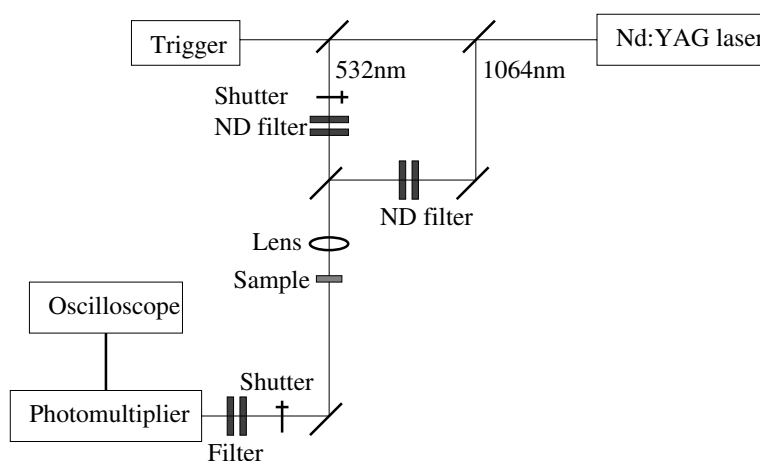 Trigger
Nd:YAG laser
532nm
1064nm
Shutter
ND filter
ND filter
Lens
Sample
Oscilloscope
Shutter
Photomultiplier
Filter